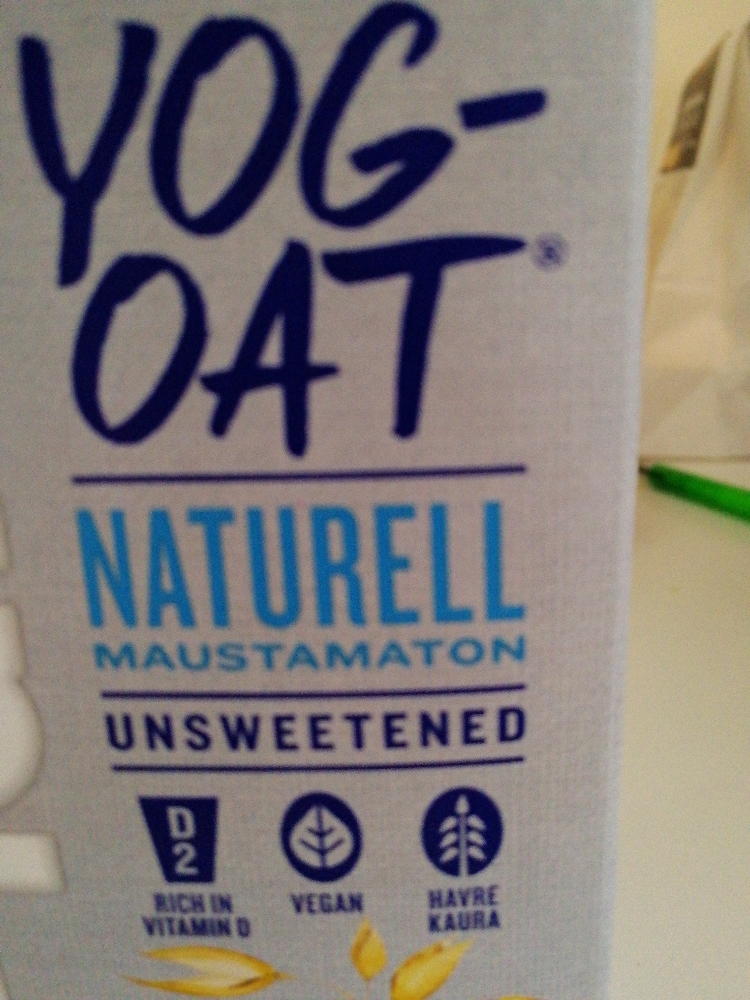 YOG-
OAT®
NATURELL
MAUSTAMATON
UNSWEETENED
D
2
RICH IN
VITAMIN D
VEGAN
HAVRE
KAURA